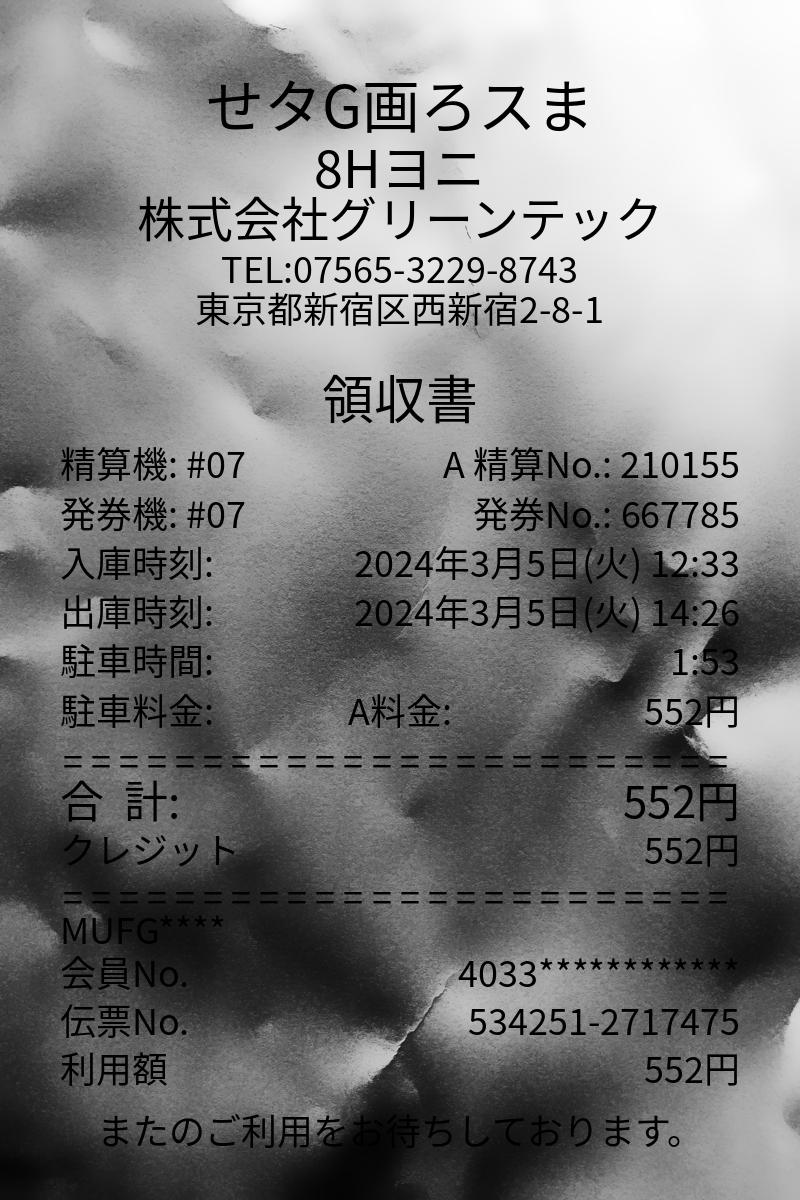 せタG画ろスま
8Hヨニ
株式会社グリーンテック
TEL:07565-3229-8743
東京都新宿区西新宿2-8-1
領収書
精算機: #07 A 精算No.: 210155
発券機: #07 発券No.: 667785
入庫時刻: 2024年3月5日(火) 12:33
出庫時刻: 2024年3月5日(火) 14:26
駐車時間: 1:53
駐車料金: A料金: 552円
========================
合 計: 552円
クレジット 552円
========================
MUFG****
会員No. 4033************
伝票No. 534251-2717475
利用額 552円
またのご利用をお待ちしております。